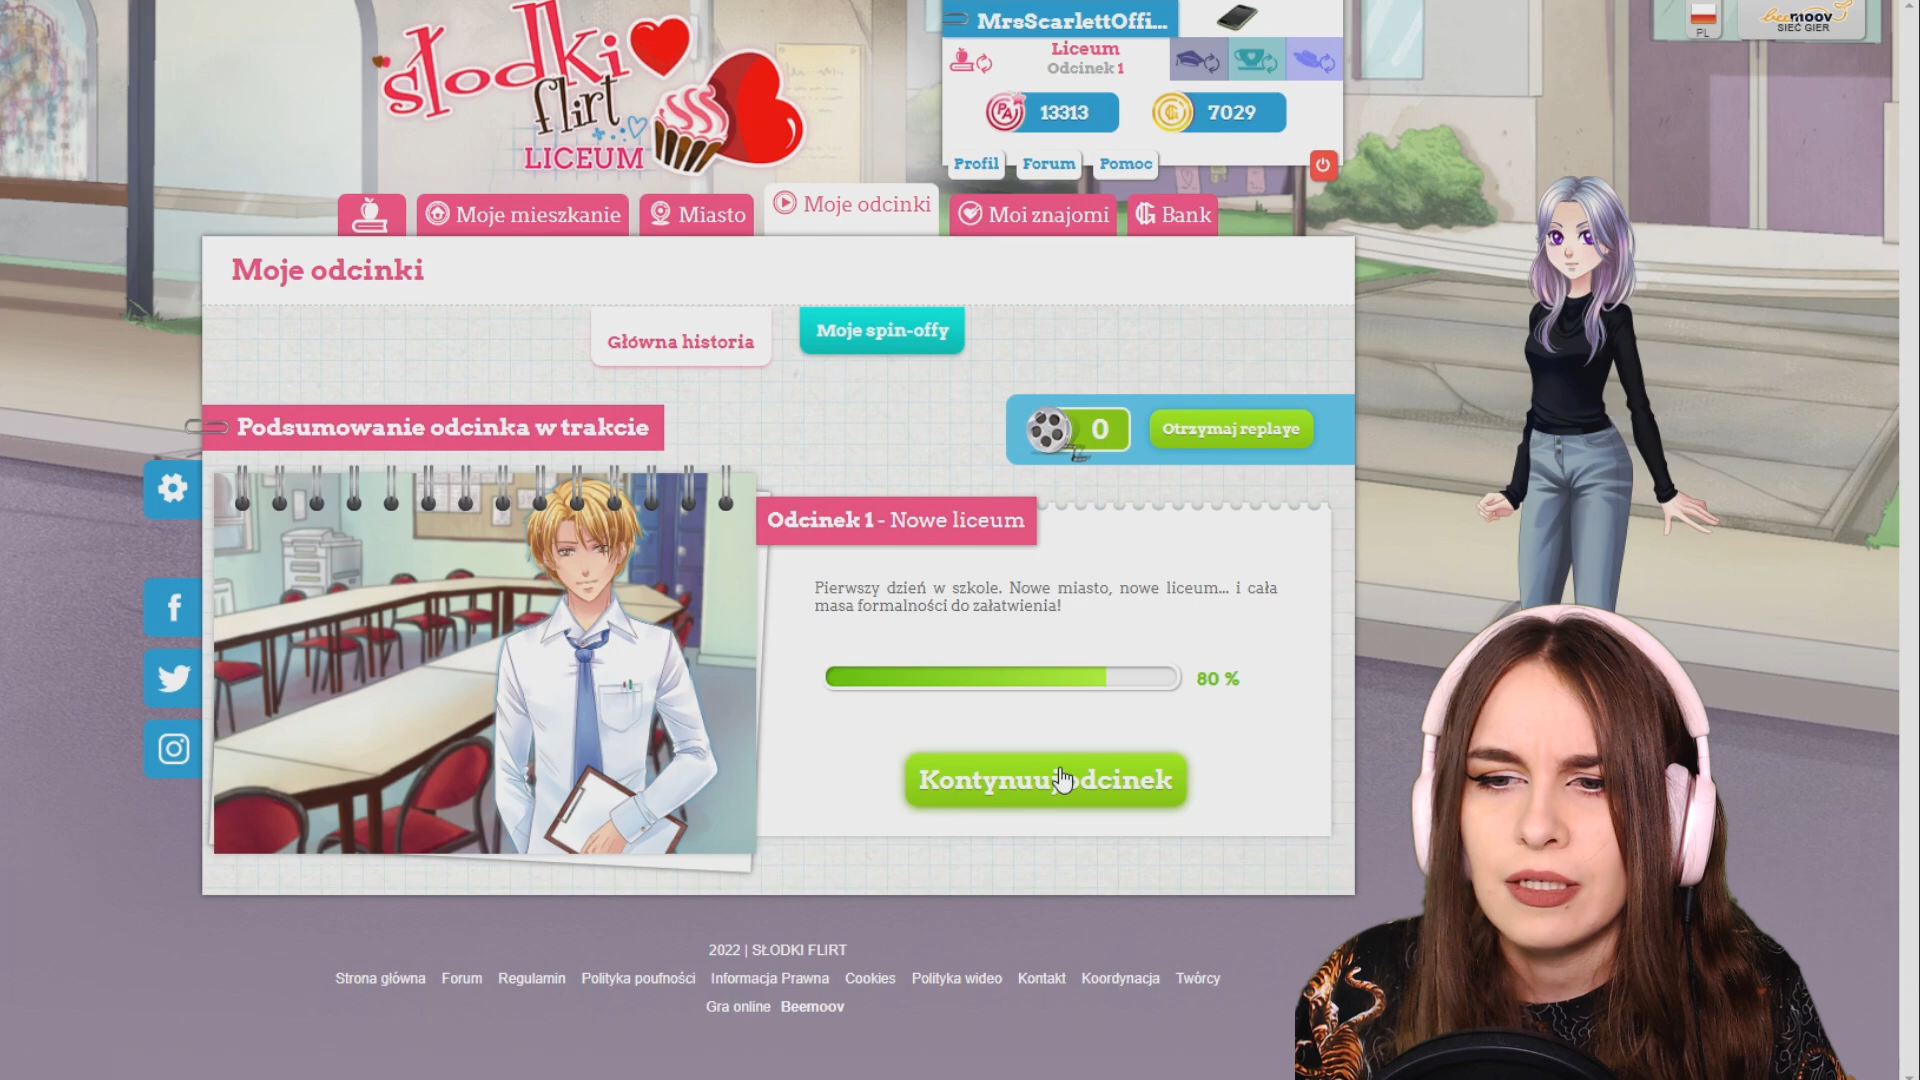 słodki
flirt
LICEUM
MrsScarlettOffi...
Liceum
Odcinek 1
PA 13313
7029
Profil Forum Pomoc
PL
beemoov
SIEĆ GIER
Moje mieszkanie
Miasto
Moje odcinki
Moi znajomi
Bank
Moje odcinki
Główna historia
Moje spin-offy
Podsumowanie odcinka w trakcie
0
Otrzymaj replaye
Odcinek 1 - Nowe liceum
Pierwszy dzień w szkole. Nowe miasto, nowe liceum... i cała
masa formalności do załatwienia!
80 %
Kontynuuj odcinek
2022 | SŁODKI FLIRT
Strona główna Forum Regulamin Polityka poufności Informacja Prawna Cookies Polityka wideo Kontakt Koordynacja Twórcy
Gra online Beemoov